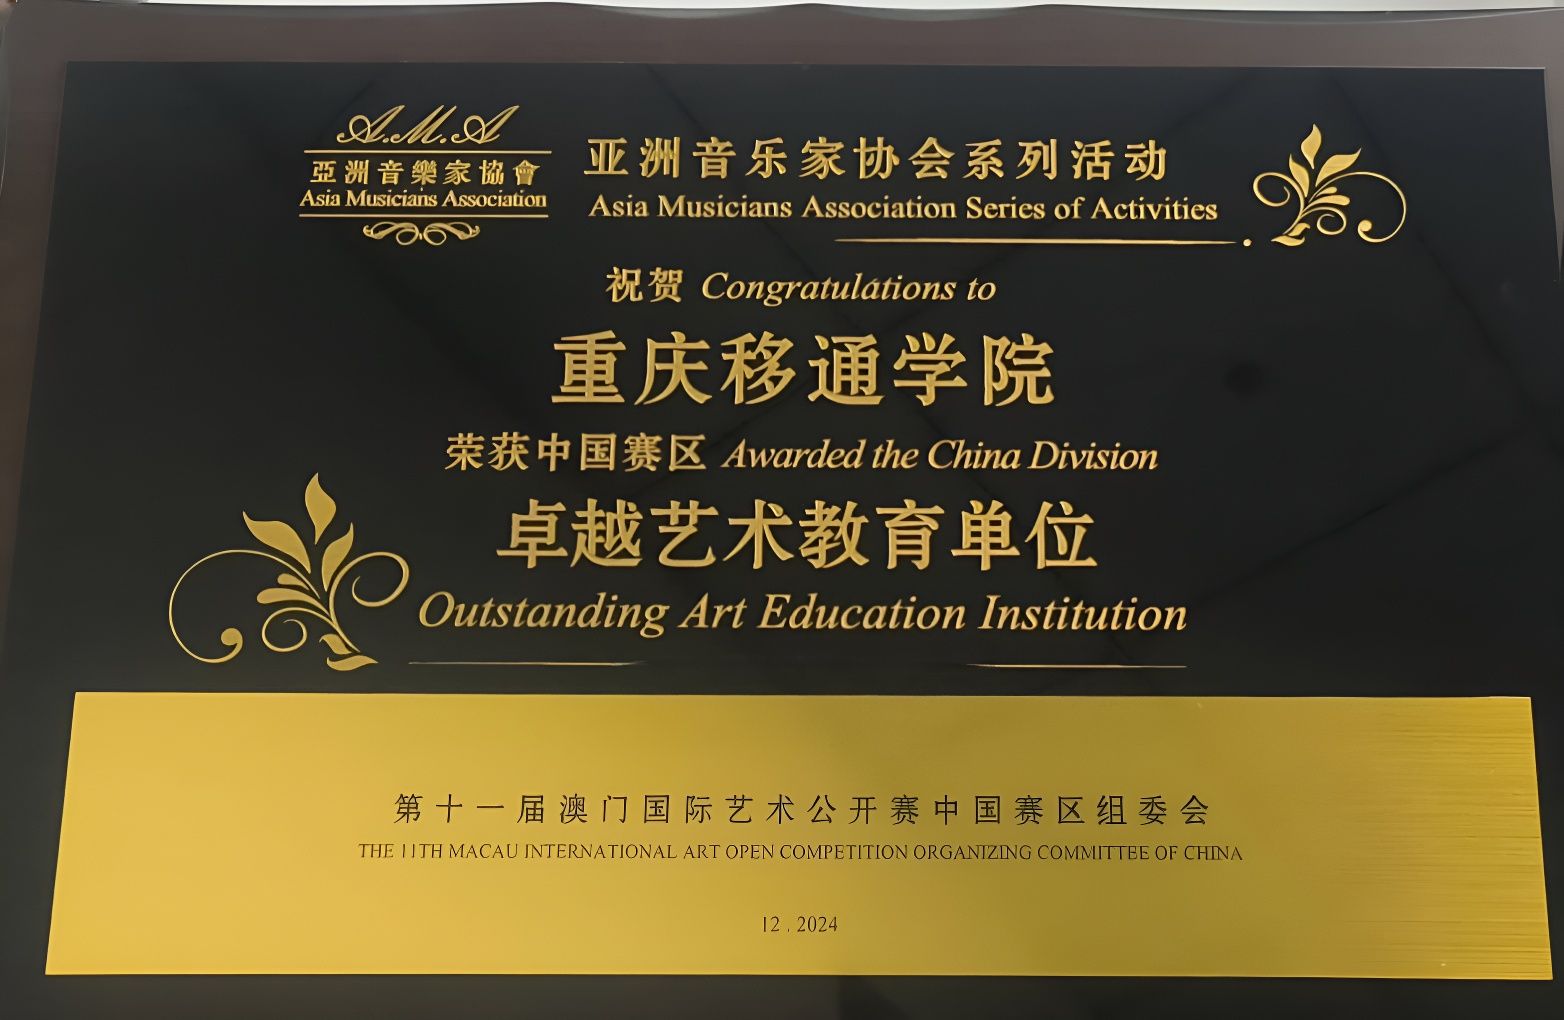 A.M.A
亞洲音樂家協會
Asia Musicians Association
亚洲音乐家协会系列活动
Asia Musicians Association Series of Activities
祝贺 Congratulations to
重庆移通学院
荣获中国赛区 Awarded the China Division
卓越艺术教育单位
Outstanding Art Education Institution
第十一届澳门国际艺术公开赛中国赛区组委会
THE 11TH MACAU INTERNATIONAL ART OPEN COMPETITION ORGANIZING COMMITTEE OF CHINA
12 . 2024